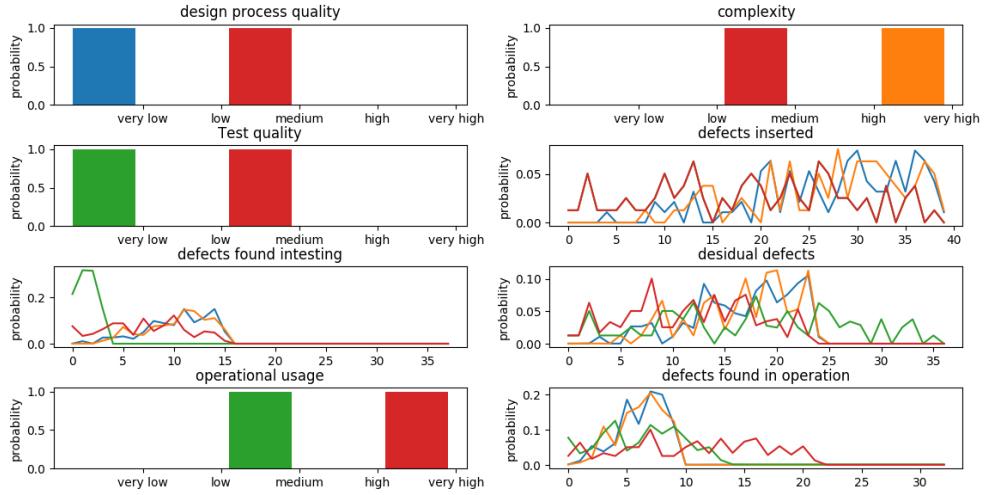 design process quality
probability
1.0
0.5
0.0
very low low medium high very high
complexity
probability
1.0
0.5
0.0
very low low medium high very high
Test quality
probability
1.0
0.5
0.0
very low low medium high very high
defects inserted
probability
0.05
0.00
0 5 10 15 20 25 30 35 40
defects found intesting
probability
0.2
0.0
0 5 10 15 20 25 30 35
desidual defects
probability
0.10
0.05
0.00
0 5 10 15 20 25 30 35
operational usage
probability
1.0
0.5
0.0
very low low medium high very high
defects found in operation
probability
0.2
0.1
0.0
0 5 10 15 20 25 30